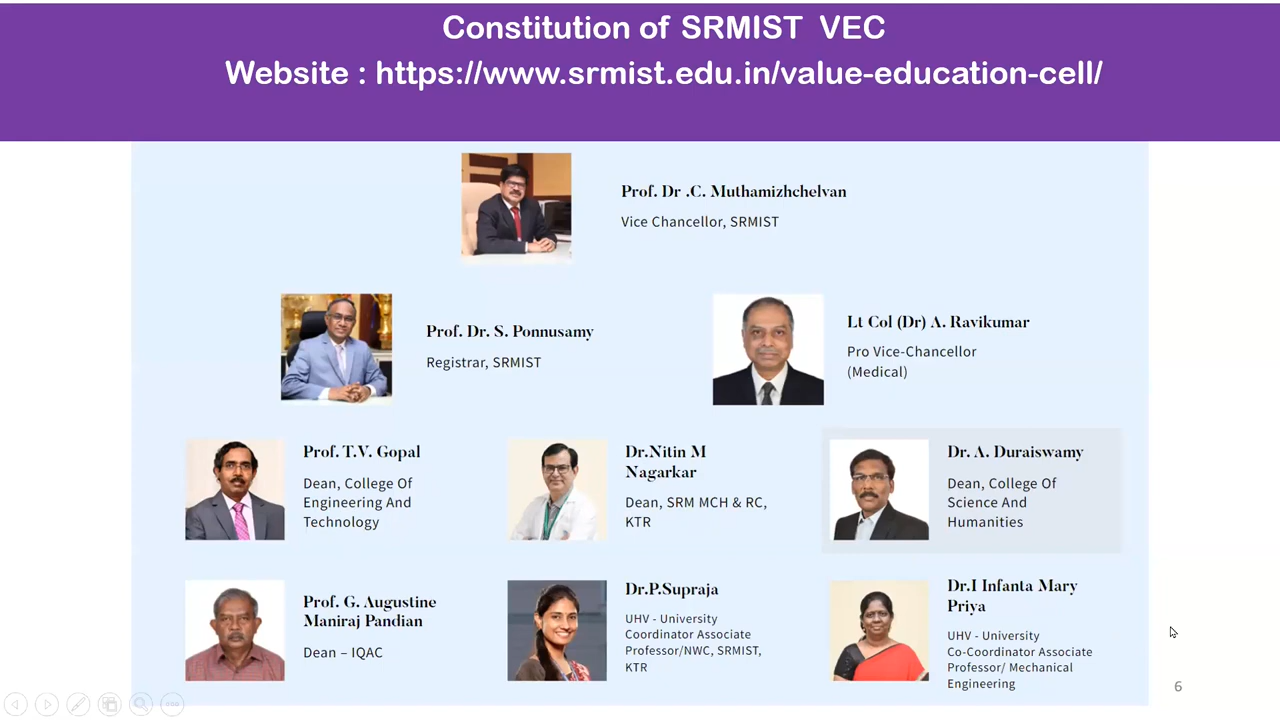 Constitution of SRMIST VEC
Website : https://www.srmist.edu.in/value-education-cell/
Prof. Dr .C. Muthamizhchelvan
Vice Chancellor, SRMIST
Prof. Dr. S. Ponnusamy
Registrar, SRMIST
Lt Col (Dr) A. Ravikumar
Pro Vice-Chancellor
(Medical)
Prof. T.V. Gopal
Dean, College Of
Engineering And
Technology
Dr.Nitin M
Nagarkar
Dean, SRM MCH & RC,
KTR
Dr. A. Duraiswamy
Dean, College Of
Science And
Humanities
Prof. G. Augustine
Maniraj Pandian
Dean – IQAC
Dr.P.Supraja
UHV - University
Coordinator Associate
Professor/NWC, SRMIST,
KTR
Dr.I Infanta Mary
Priya
UHV - University
Co-Coordinator Associate
Professor/ Mechanical
Engineering
6